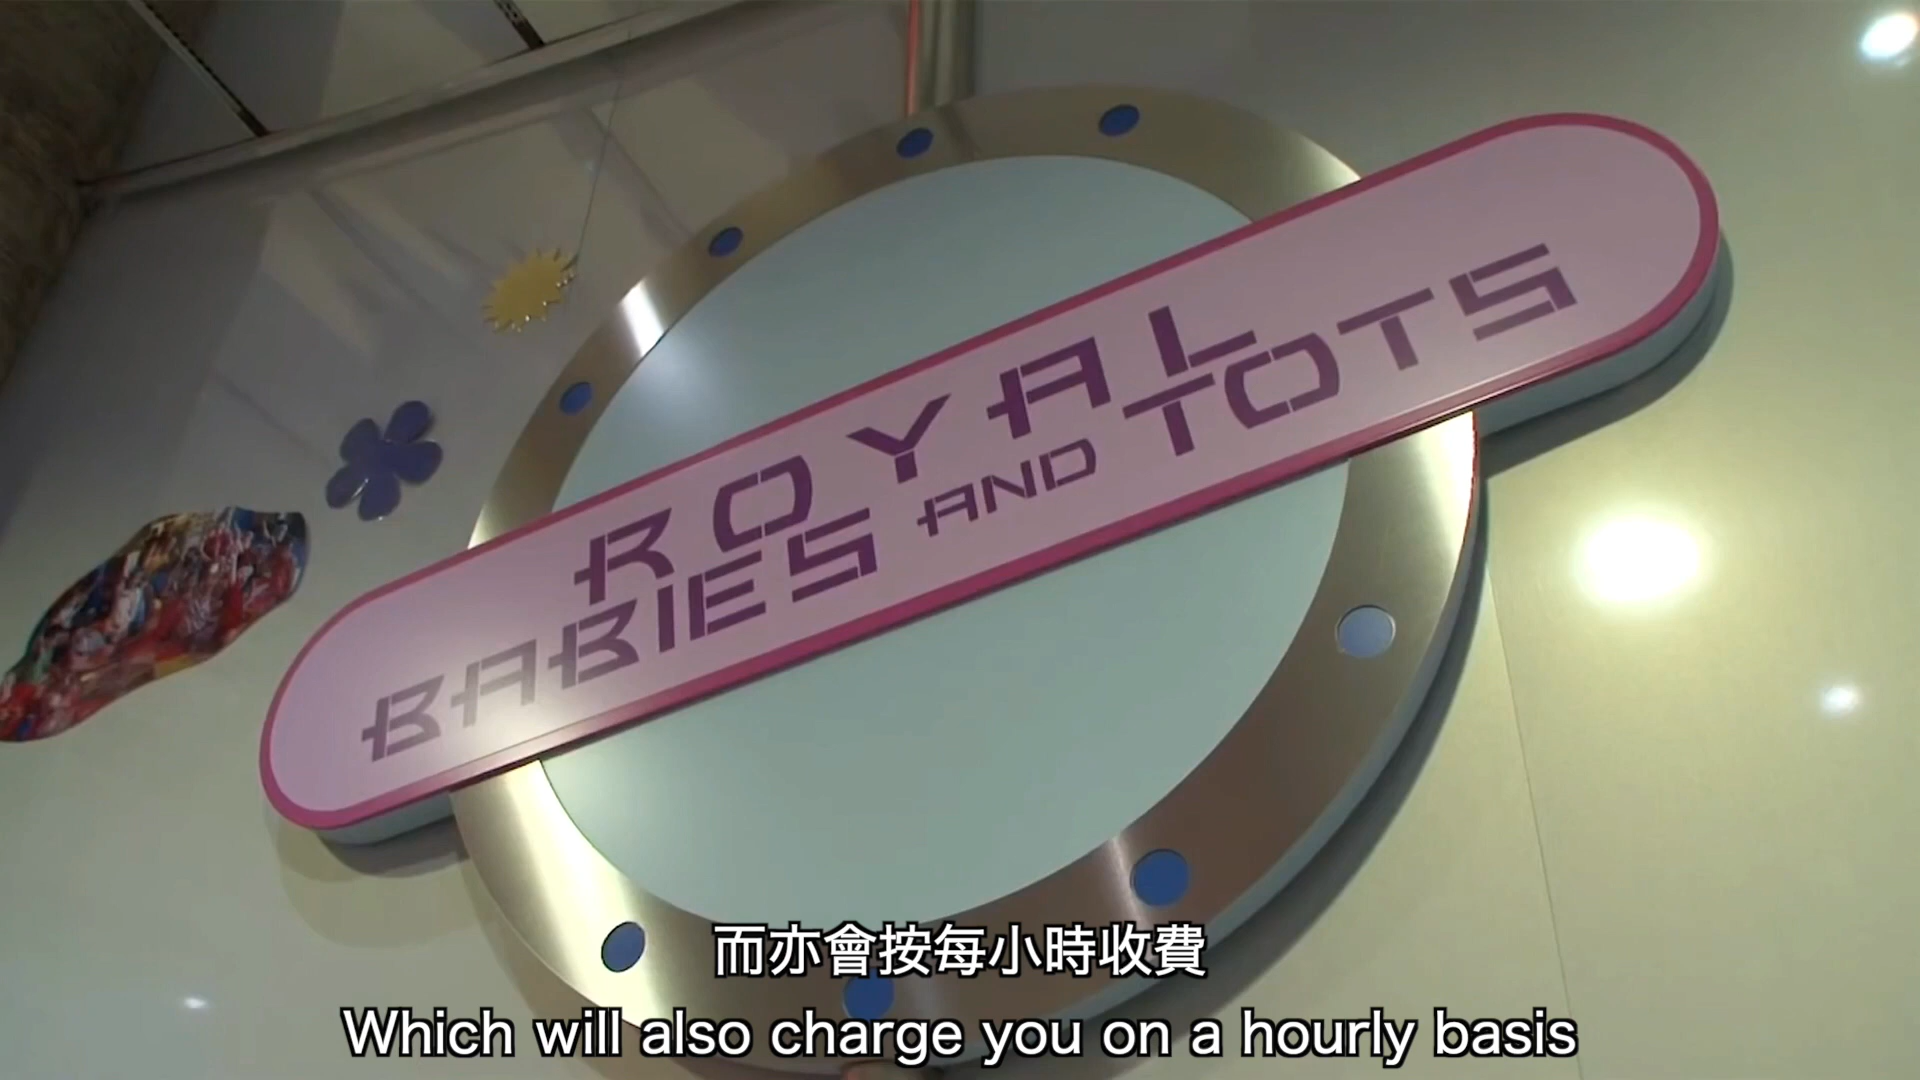 ROYAL
BABIES AND TOTS
而亦會按每小時收費
Which will also charge you on a hourly basis